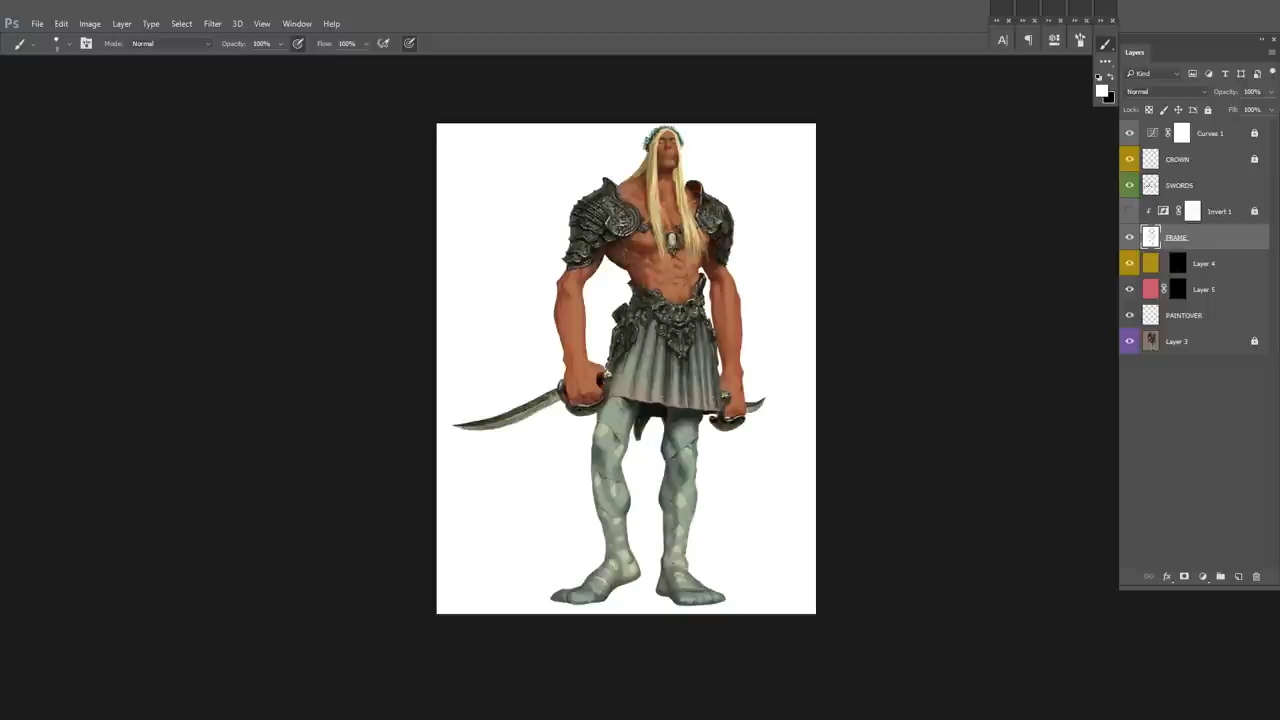 Ps File Edit Image Layer Type Select Filter 3D View Window Help
Mode: Normal Opacity: 100% Flow: 100%
A
Layers
Kind
Normal Opacity: 100%
Lock: Fill: 100%
Curves 1
CROWN
SWORDS
Invert 1
FRAME
Layer 4
Layer 5
PAINTOVER
Layer 3
fx